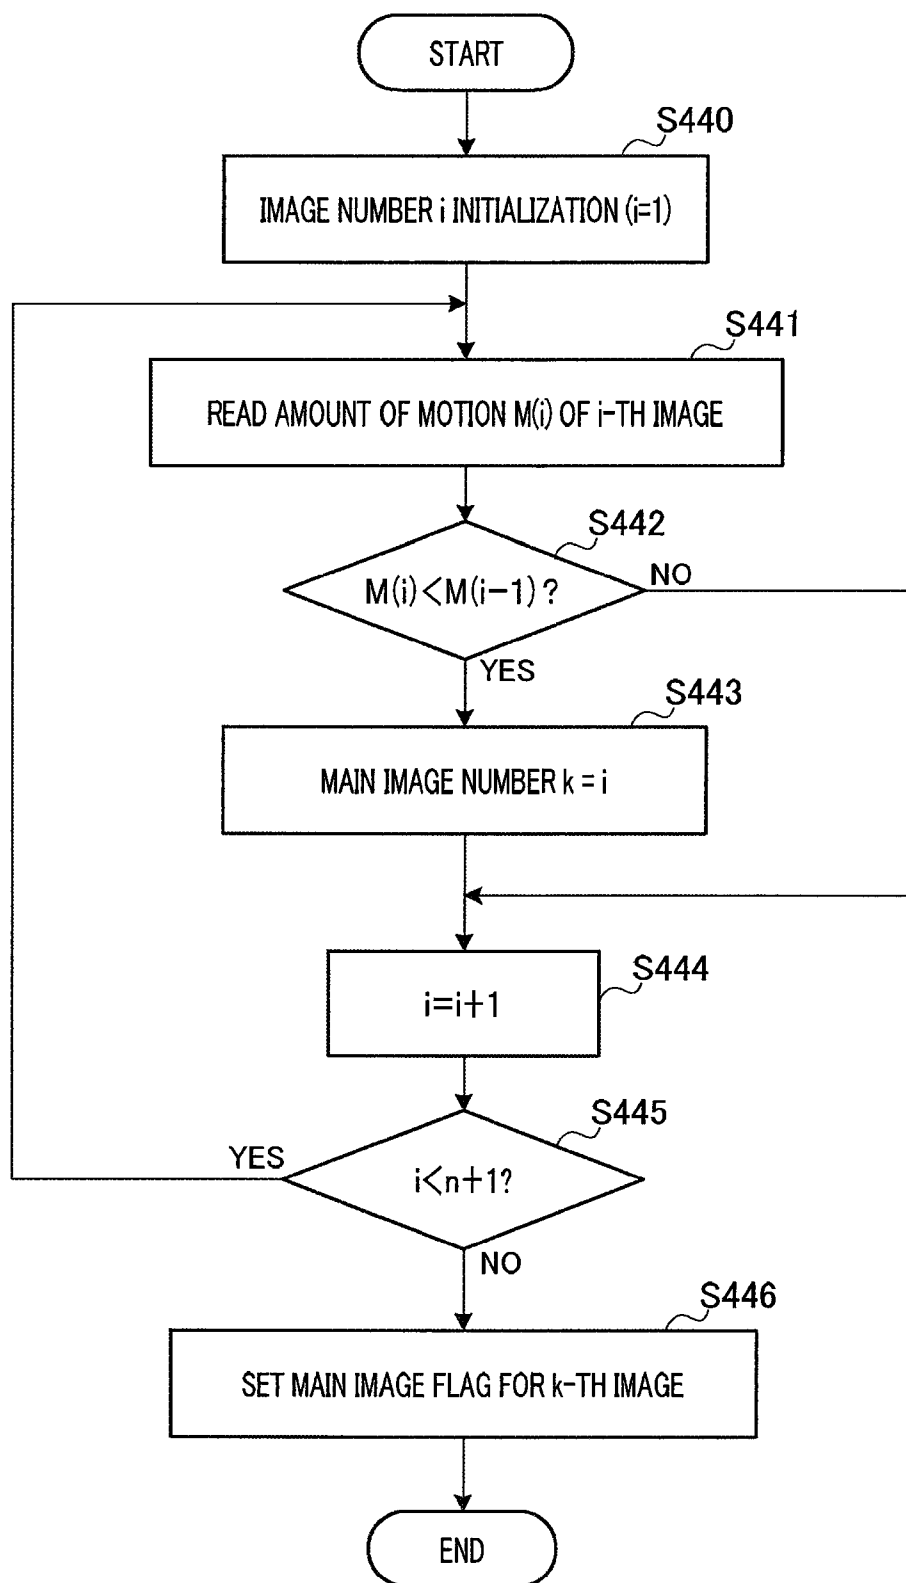 START
S440
IMAGE NUMBER i INITIALIZATION (i=1)
S441
READ AMOUNT OF MOTION M(i) OF i-TH IMAGE
S442
M(i)<M(i-1)?
NO
YES
S443
MAIN IMAGE NUMBER k = i
S444
i=i+1
S445
YES
i<n+1?
NO
S446
SET MAIN IMAGE FLAG FOR k-TH IMAGE
END